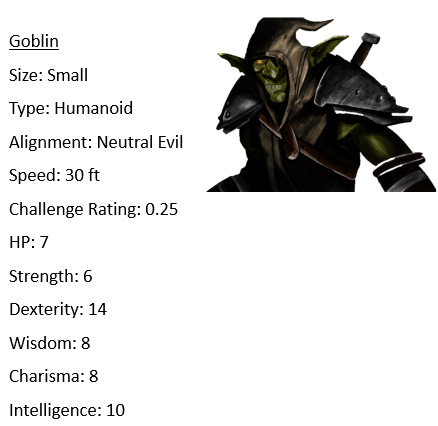 Goblin
Size: Small
Type: Humanoid
Alignment: Neutral Evil
Speed: 30 ft
Challenge Rating: 0.25
HP: 7
Strength: 6
Dexterity: 14
Wisdom: 8
Charisma: 8
Intelligence: 10